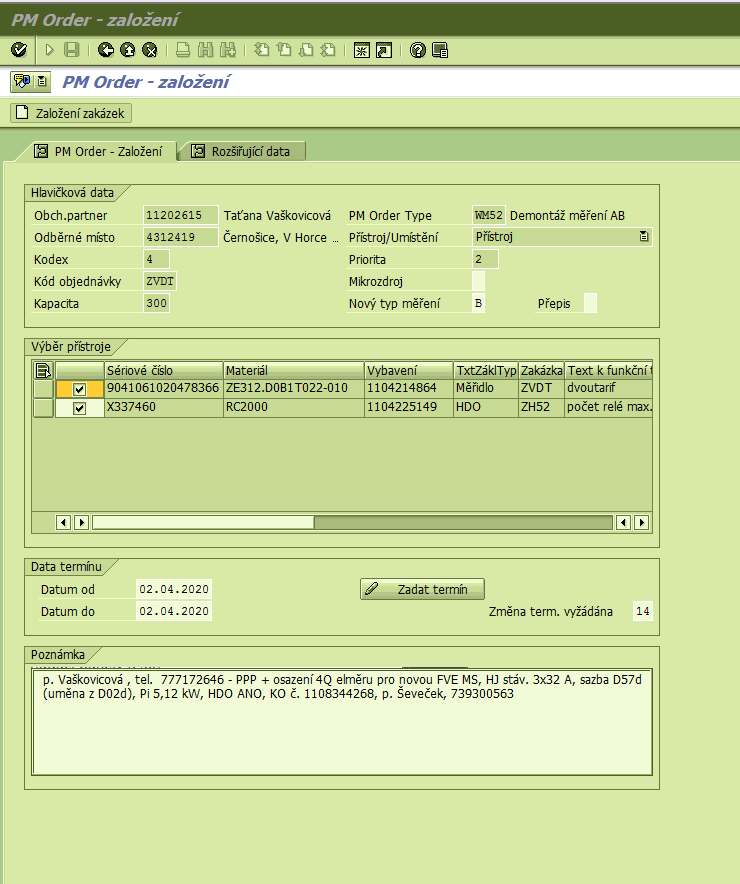 PM Order - založení
PM Order - založení
Založení zakázek
PM Order - Založení Rozšiřující data
Hlavičková data
Obch.partner 11202615 Taťana Vaškovicová PM Order Type WM52 Demontáž měření AB
Odběrné místo 4312419 Černošice, V Horce .. Přístroj/Umístění Přístroj
Kodex 4 Priorita 2
Kód objednávky ZVDT Mikrozdroj
Kapacita 300 Nový typ měření B Přepis
Výběr přístroje
Sériové číslo Materiál Vybavení TxtZáklTyp Zakázka Text k funkční t
9041061020478366 ZE312.D0B1T022-010 1104214864 Měřidlo ZVDT dvoutarif
X337460 RC2000 1104225149 HDO ZH52 počet relé max.
Data termínu
Datum od 02.04.2020 Zadat termín
Datum do 02.04.2020 Změna term. vyžádána 14
Poznámka
p. Vaškovicová , tel. 777172646 - PPP + osazení 4Q elměru pro novou FVE MS, HJ stáv. 3x32 A, sazba D57d
(uměna z D02d), Pi 5,12 kW, HDO ANO, KO č. 1108344268, p. Ševeček, 739300563